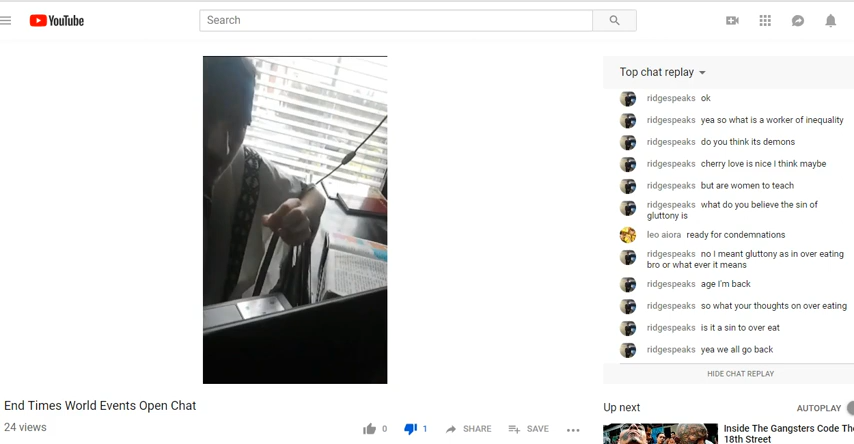 YouTube
Search
Top chat replay
ridgespeaks ok
ridgespeaks yea so what is a worker of inequality
ridgespeaks do you think its demons
ridgespeaks cherry love is nice I think maybe
ridgespeaks but are women to teach
ridgespeaks what do you believe the sin of
gluttony is
leo aiora ready for condemnations
ridgespeaks no I meant gluttony as in over eating
bro or what ever it means
ridgespeaks age I'm back
ridgespeaks so what your thoughts on over eating
ridgespeaks is it a sin to over eat
ridgespeaks yea we all go back
HIDE CHAT REPLAY
End Times World Events Open Chat
24 views
0
1
SHARE
SAVE
Up next
AUTOPLAY
Inside The Gangsters Code The
18th Street